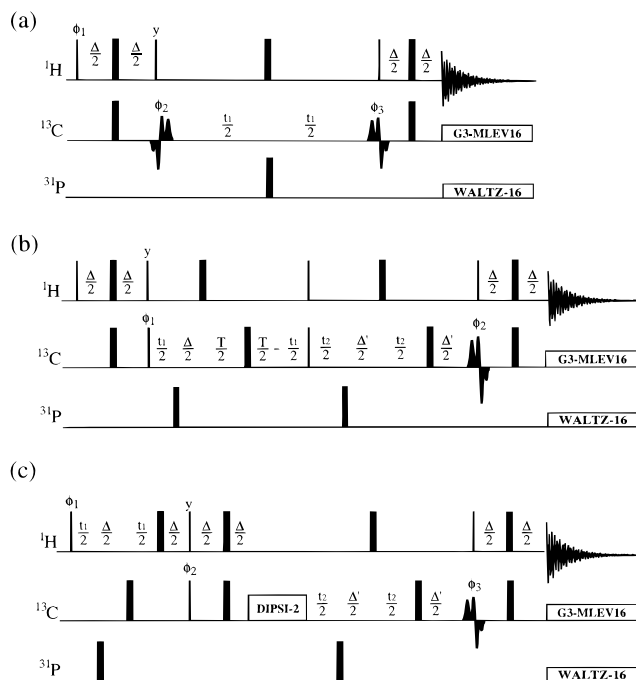 (a)
ϕ1 Δ/2 Δ/2 y Δ/2 Δ/2
1H
ϕ2 ϕ3
13C t1/2 t1/2 G3-MLEV16
31P WALTZ-16
(b)
y
1H Δ/2 Δ/2 Δ/2 Δ/2
ϕ1 ϕ2
13C t1/2 Δ/2 T/2 T/2 - t1/2 t2/2 Δ'/2 t2/2 Δ'/2 G3-MLEV16
31P WALTZ-16
(c)
ϕ1 y
1H t1/2 Δ/2 t1/2 Δ/2 Δ/2 Δ/2 Δ/2 Δ/2
ϕ2 ϕ3
13C DIPSI-2 t2/2 Δ'/2 t2/2 Δ'/2 G3-MLEV16
31P WALTZ-16